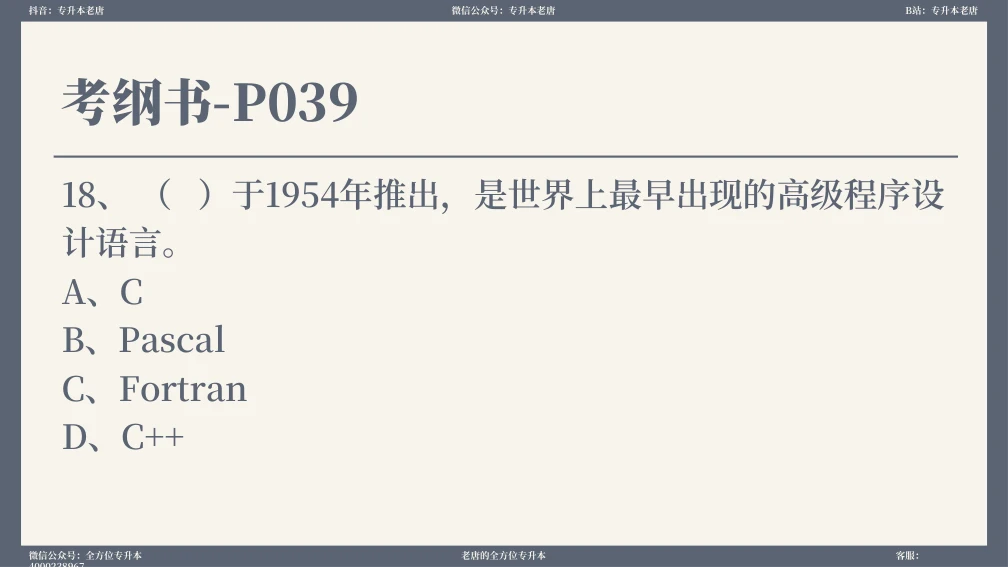 抖音：专升本老唐
微信公众号：专升本老唐
B站：专升本老唐
考纲书-P039
18、（  ）于1954年推出，是世界上最早出现的高级程序设
计语言。
A、C
B、Pascal
C、Fortran
D、C++
微信公众号：全方位专升本
老唐的全方位专升本
客服：